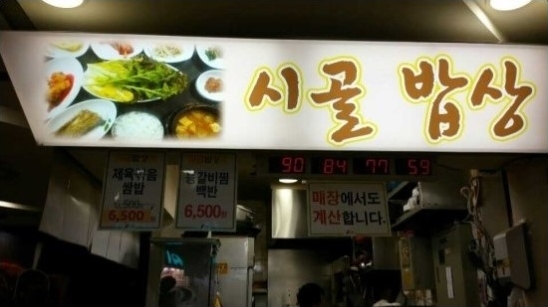 시골 밥상
90 84 77 59
제육볶음
쌈밥
6,500원
등갈비찜
백반
6,500원
매장에서도
계산합니다.